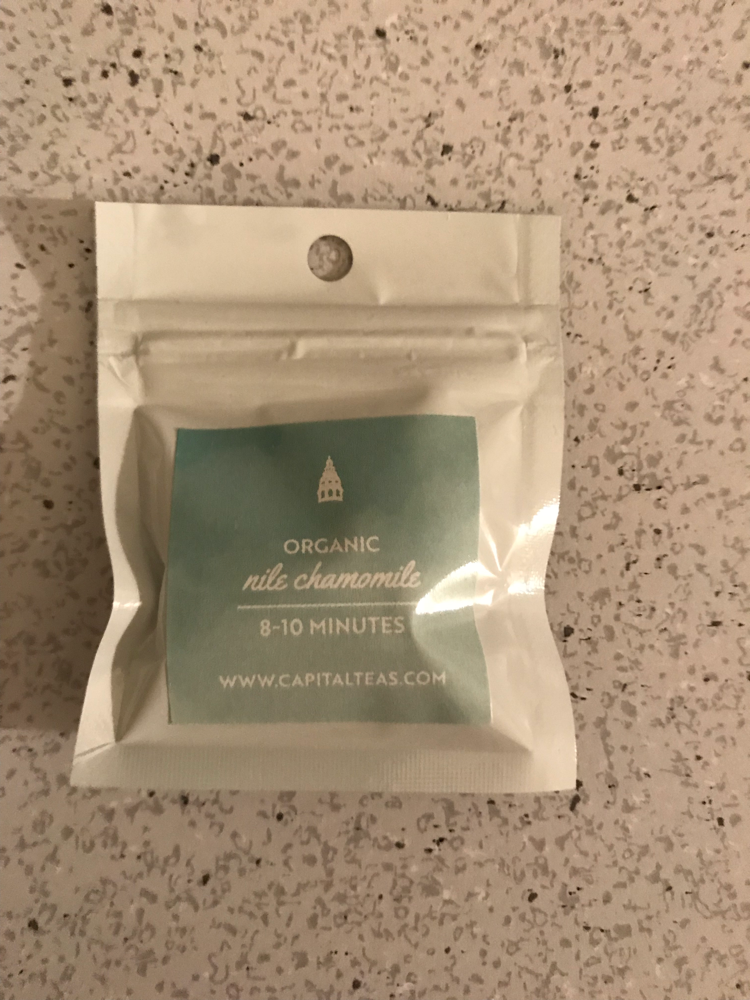 ORGANIC
nile chamomile
8-10 MINUTES
WWW.CAPITALTEAS.COM